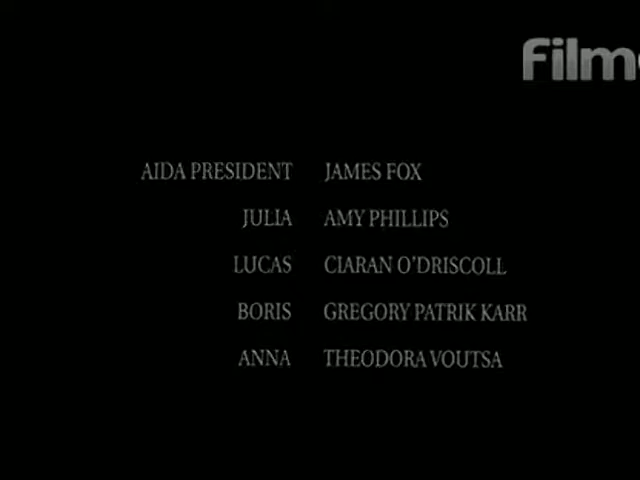 Film
AIDA PRESIDENT JAMES FOX
JULIA AMY PHILLIPS
LUCAS CIARAN O'DRISCOLL
BORIS GREGORY PATRIK KARR
ANNA THEODORA VOUTSA